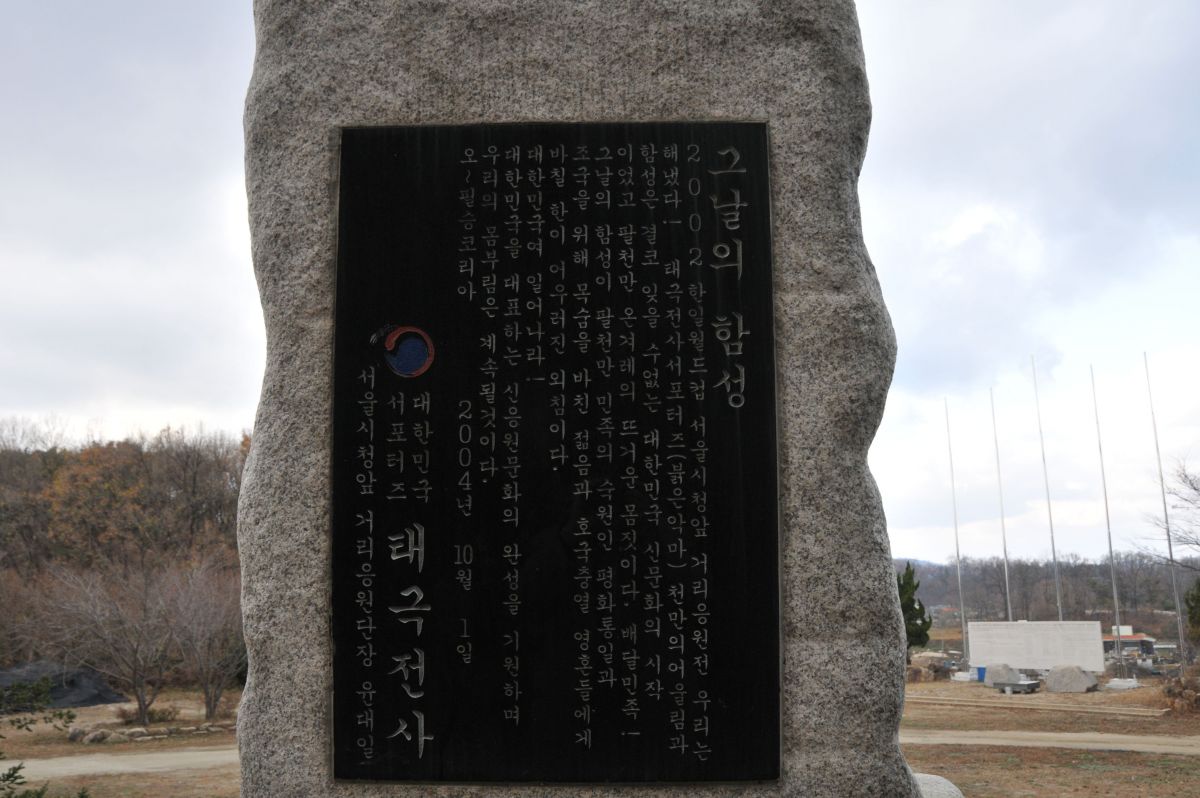 그날의 함성
2002 한일월드컵 서울시청앞 거리응원전 우리는
해냈다! 태극전사서포터즈(붉은악마) 천만의어울림과
함성은 결코 잊을 수없는 대한민국 신문화의 시작
이었고 팔천만 온겨레의 뜨거운 몸짓이다. 배달민족!
그날의 함성이 팔천만 민족의 숙원인 평화통일과
조국을 위해 목숨을 바친 젊음과 호국충열 영혼들에게
바칠 한이 어우러진 외침이다.
대한민국여 일어나라!
대한민국을 대표하는 신응원문화의 완성을 기원하며
우리의 몸부림은 계속될것이다.
오~필승코리아
2004년 10월 1일
대한민국
서포터즈 태극전사
서울시청앞 거리응원단장 윤대일